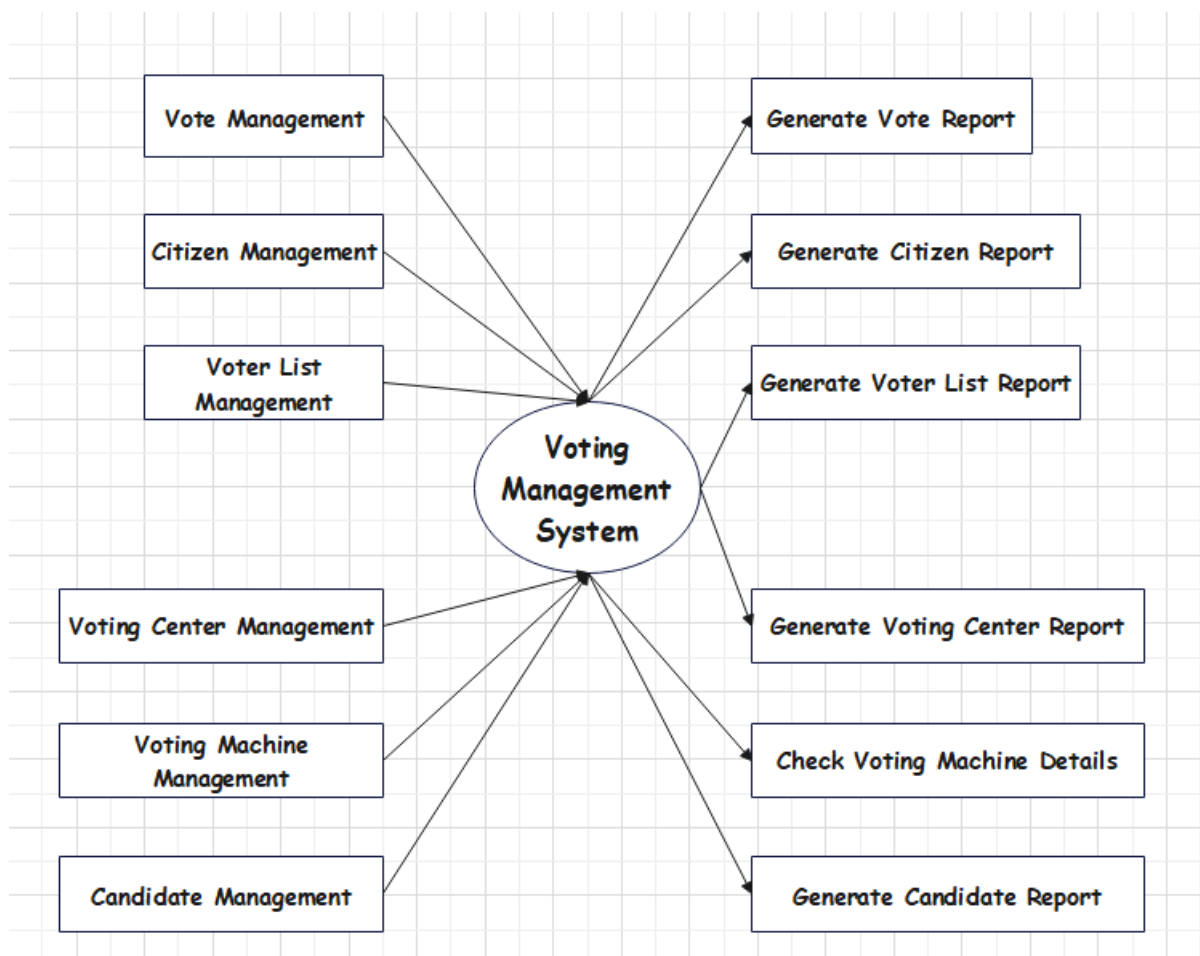 Vote Management
Generate Vote Report
Citizen Management
Generate Citizen Report
Voter List
Management
Generate Voter List Report
Voting
Management
System
Voting Center Management
Generate Voting Center Report
Voting Machine
Management
Check Voting Machine Details
Candidate Management
Generate Candidate Report